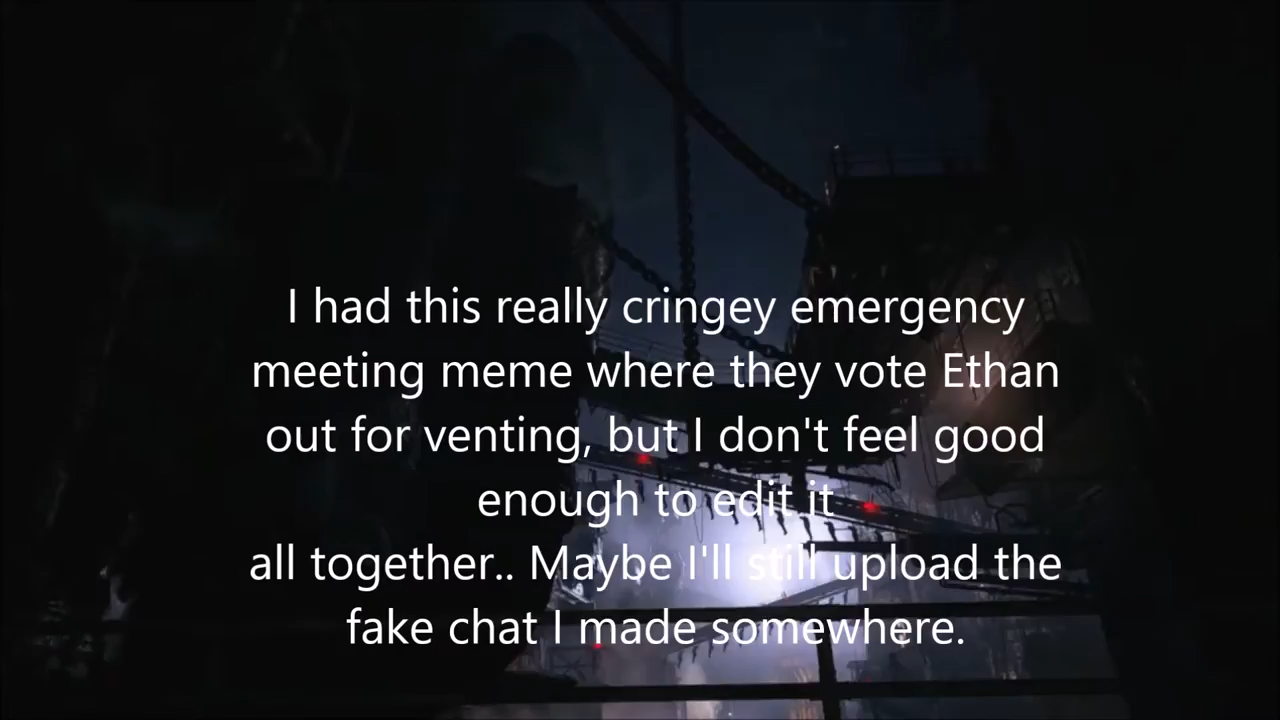 I had this really cringey emergency
meeting meme where they vote Ethan
out for venting, but I don't feel good
enough to edit it
all together.. Maybe I'll still upload the
fake chat I made somewhere.